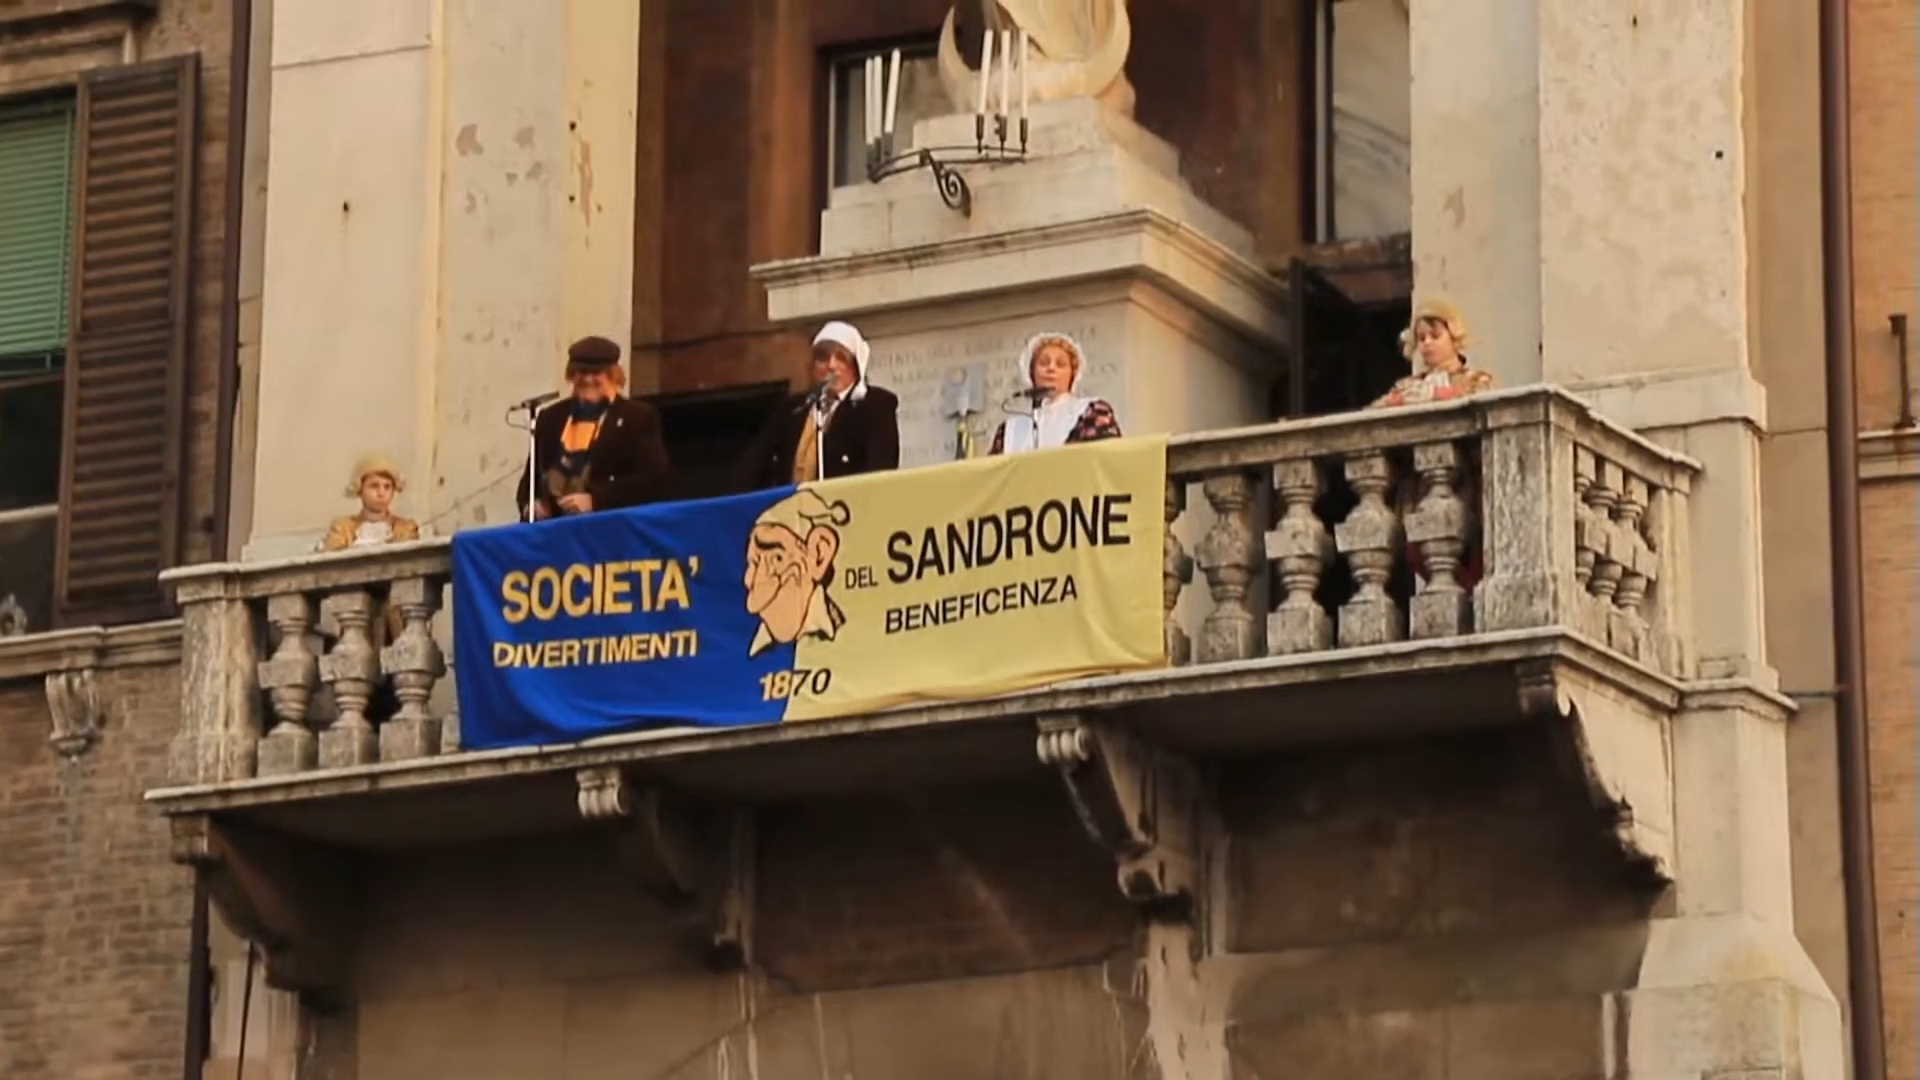 SOCIETA'
DIVERTIMENTI
DEL SANDRONE
BENEFICENZA
1870